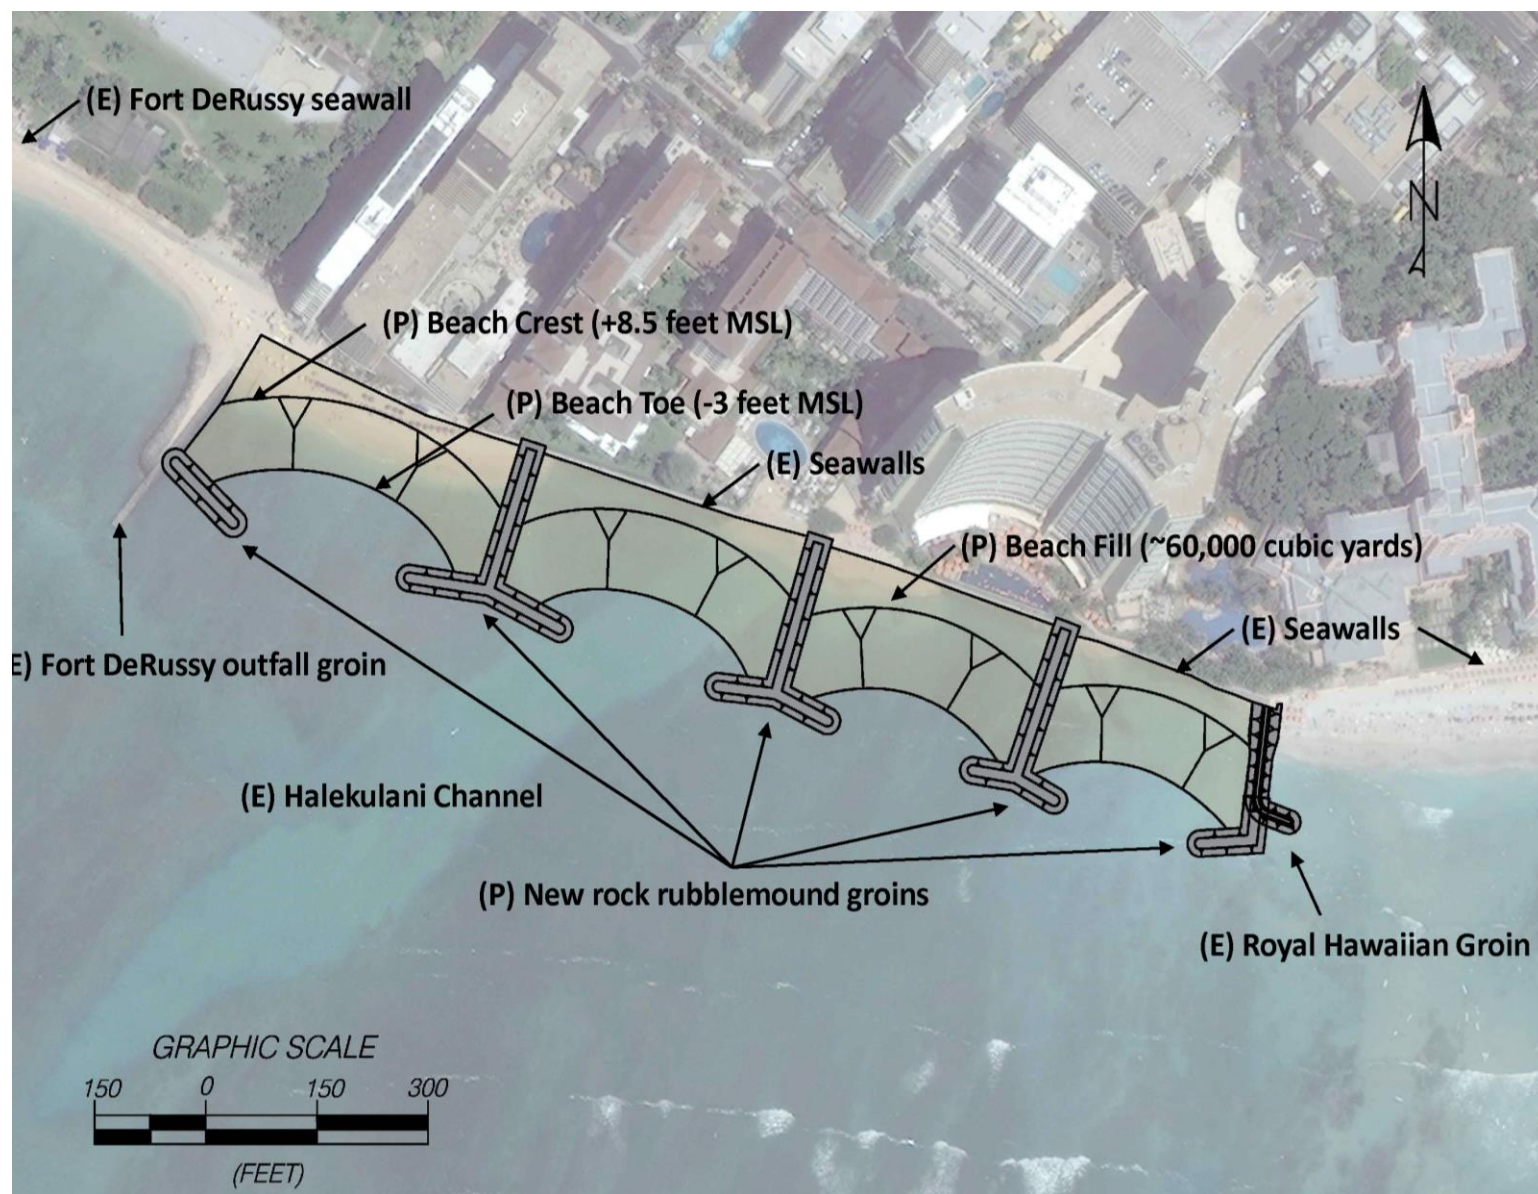 (E) Fort DeRussy seawall
N
(P) Beach Crest (+8.5 feet MSL)
(P) Beach Toe (-3 feet MSL)
(E) Seawalls
(P) Beach Fill (~60,000 cubic yards)
(E) Seawalls
E) Fort DeRussy outfall groin
(E) Halekulani Channel
(P) New rock rubblemound groins
(E) Royal Hawaiian Groin
GRAPHIC SCALE
150 0 150 300
(FEET)